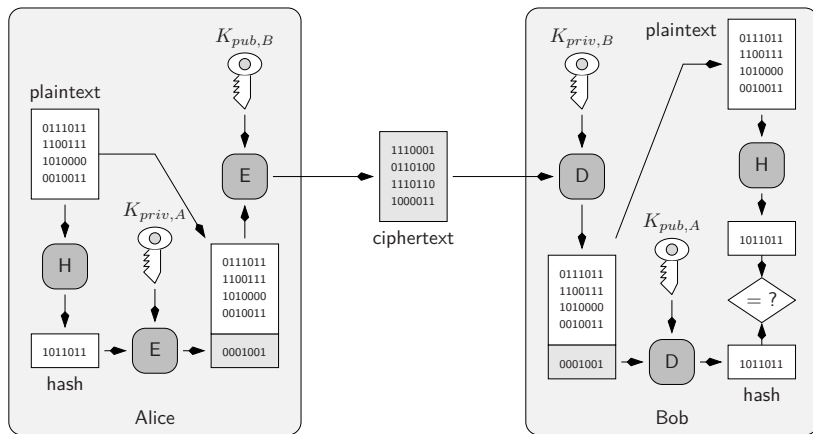 K_{pub,B}
plaintext
0111011
1100111
1010000
0010011
E
K_{priv,A}
H
0111011
1100111
1010000
0010011
1011011
E
0001001
hash
Alice
1110001
0110100
1110110
1000011
ciphertext
K_{priv,B}
plaintext
0111011
1100111
1010000
0010011
D
H
K_{pub,A}
1011011
0111011
1100111
1010000
0010011
= ?
0001001
D
1011011
hash
Bob